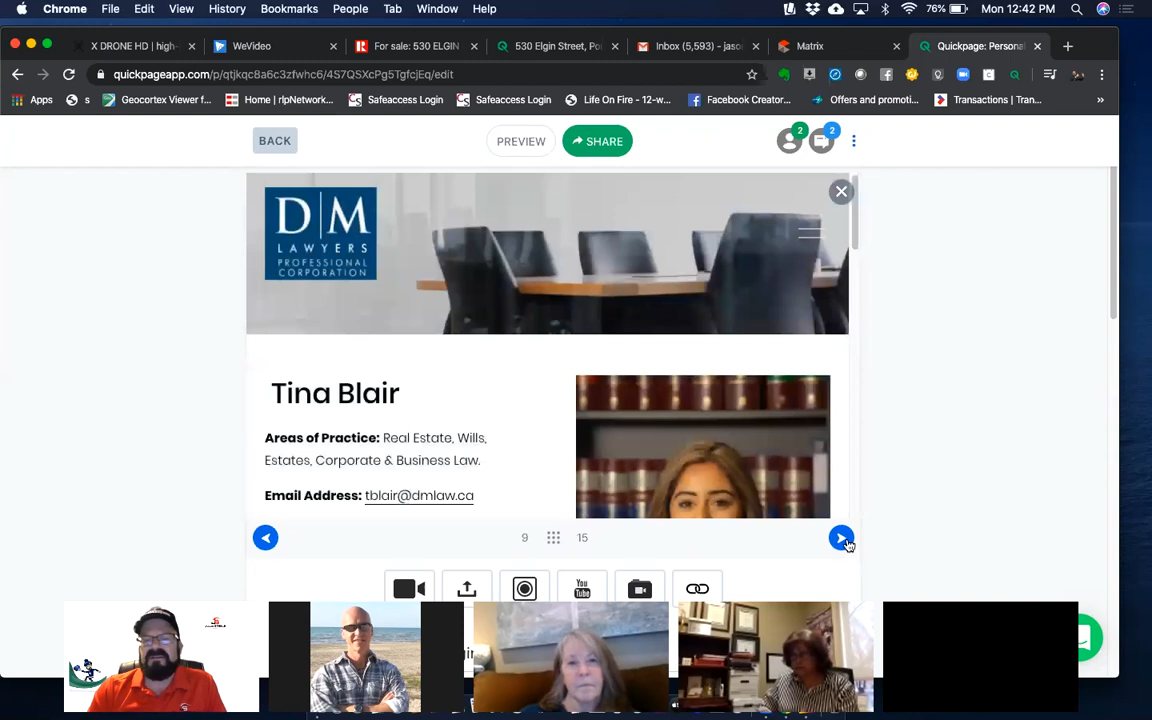 Chrome File Edit View History Bookmarks People Tab Window Help 76% Mon 12:42 PM
X DRONE HD | high- WeVideo For sale: 530 ELGIN 530 Elgin Street, Po Inbox (5,593) - jaso Matrix Quickpage: Personal
quickpageapp.com/p/qtjkqc8a6c3zfwhc6/4S7QSXcPg5TgfcjEq/edit
Apps s Geocortex Viewer f... Home | rlpNetwork... Safeaccess Login Safeaccess Login Life On Fire - 12-w... Facebook Creator... Offers and promoti... Transactions | Tran... »
BACK PREVIEW SHARE 2 2
D|M
LAWYERS
PROFESSIONAL
CORPORATION
Tina Blair
Areas of Practice: Real Estate, Wills,
Estates, Corporate & Business Law.
Email Address: tblair@dmlaw.ca
9 15
You
Tube